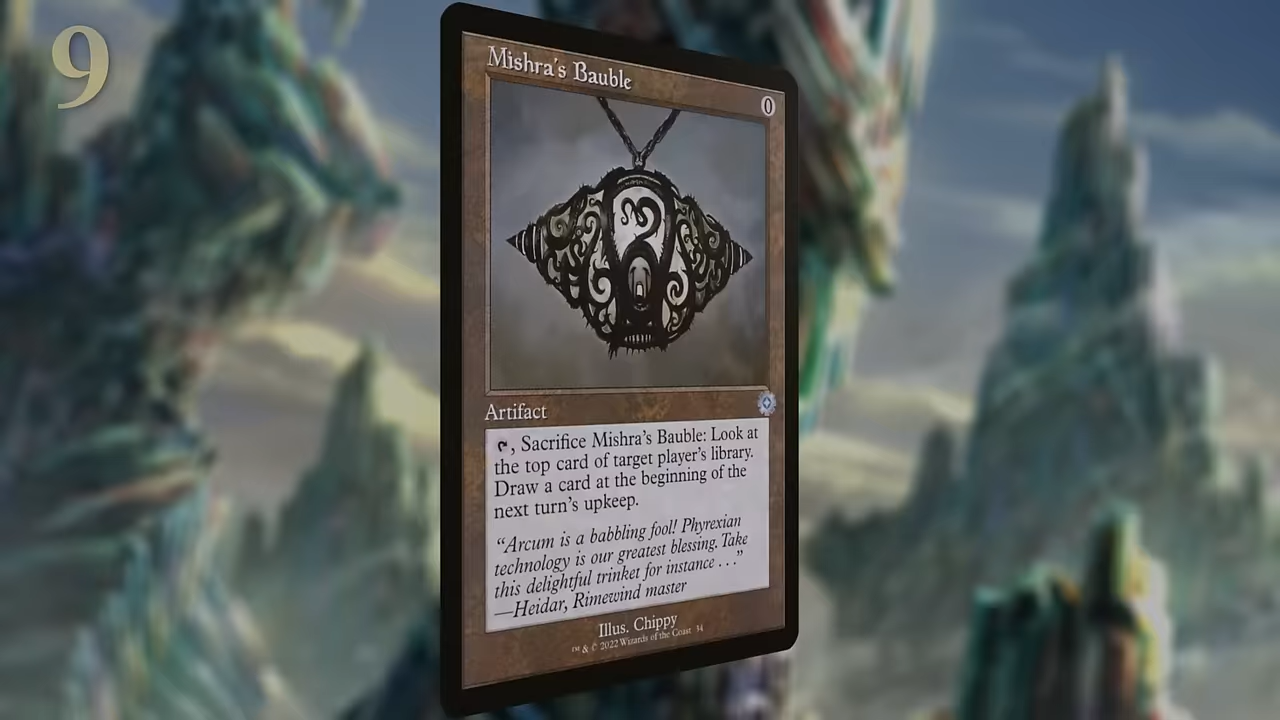 9
Mishra's Bauble
0
Artifact
, Sacrifice Mishra's Bauble: Look at
the top card of target player's library.
Draw a card at the beginning of the
next turn's upkeep.
“Arcum is a babbling fool! Phyrexian
technology is our greatest blessing. Take
this delightful trinket for instance . . .”
—Heidar, Rimewind master
Illus. Chippy
™ & © 2022 Wizards of the Coast 34